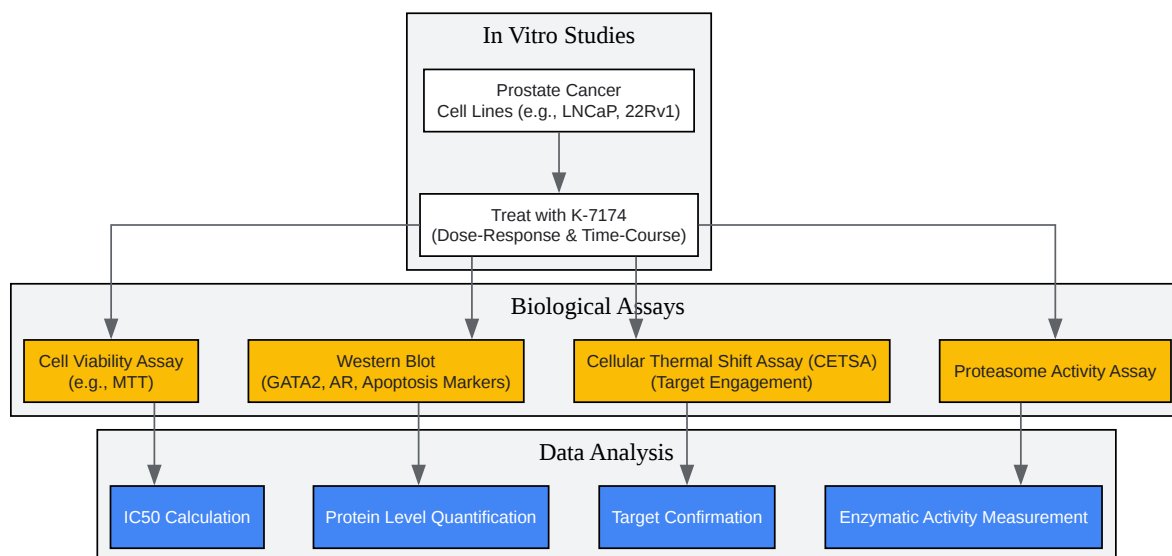 In Vitro Studies
Prostate Cancer
Cell Lines (e.g., LNCaP, 22Rv1)
Treat with K-7174
(Dose-Response & Time-Course)
Biological Assays
Cell Viability Assay
(e.g., MTT)
Western Blot
(GATA2, AR, Apoptosis Markers)
Cellular Thermal Shift Assay (CETSA)
(Target Engagement)
Proteasome Activity Assay
Data Analysis
IC50 Calculation
Protein Level Quantification
Target Confirmation
Enzymatic Activity Measurement